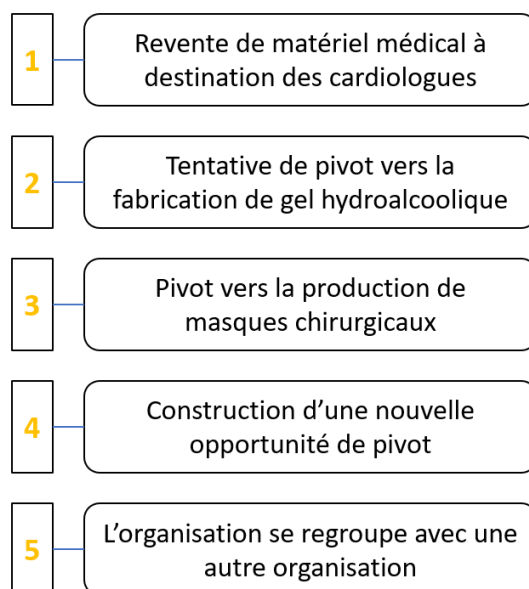 1
Revente de matériel médical à
destination des cardiologues
2
Tentative de pivot vers la
fabrication de gel hydroalcoolique
3
Pivot vers la production de
masques chirurgicaux
4
Construction d’une nouvelle
opportunité de pivot
5
L’organisation se regroupe avec une
autre organisation